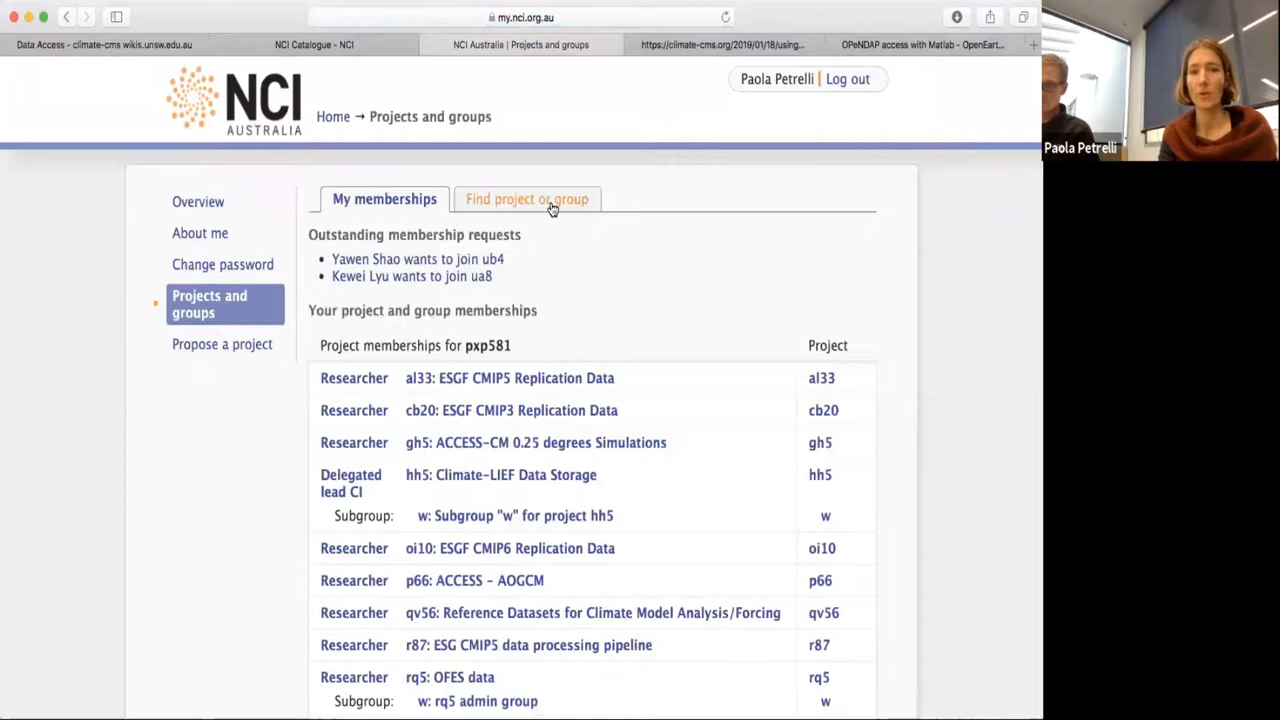 my.nci.org.au
Data Access - climate-cms wikis.unsw.edu.au
NCI Catalogue - NCI
NCI Australia | Projects and groups
https://climate-cms.org/2019/01/18/using...
OPeNDAP access with Matlab - OpenEart...
NCI
AUSTRALIA
Home → Projects and groups
Paola Petrelli | Log out
Paola Petrelli
Overview
About me
Change password
Projects and
groups
Propose a project
My memberships
Find project or group
Outstanding membership requests
• Yawen Shao wants to join ub4
• Kewei Lyu wants to join ua8
Your project and group memberships
Project memberships for pxp581 Project
Researcher al33: ESGF CMIP5 Replication Data al33
Researcher cb20: ESGF CMIP3 Replication Data cb20
Researcher gh5: ACCESS-CM 0.25 degrees Simulations gh5
Delegated
lead CI hh5: Climate-LIEF Data Storage hh5
Subgroup: w: Subgroup "w" for project hh5 w
Researcher oi10: ESGF CMIP6 Replication Data oi10
Researcher p66: ACCESS - AOGCM p66
Researcher qv56: Reference Datasets for Climate Model Analysis/Forcing qv56
Researcher r87: ESG CMIP5 data processing pipeline r87
Researcher rq5: OFES data rq5
Subgroup: w: rq5 admin group w